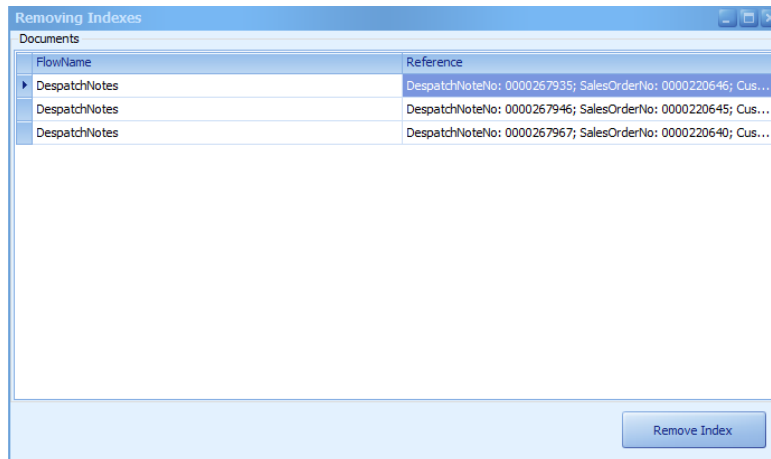 Removing Indexes
Documents
FlowName Reference
DespatchNotes DespatchNoteNo: 0000267935; SalesOrderNo: 0000220646; Cus...
DespatchNotes DespatchNoteNo: 0000267946; SalesOrderNo: 0000220645; Cus...
DespatchNotes DespatchNoteNo: 0000267967; SalesOrderNo: 0000220640; Cus...
Remove Index